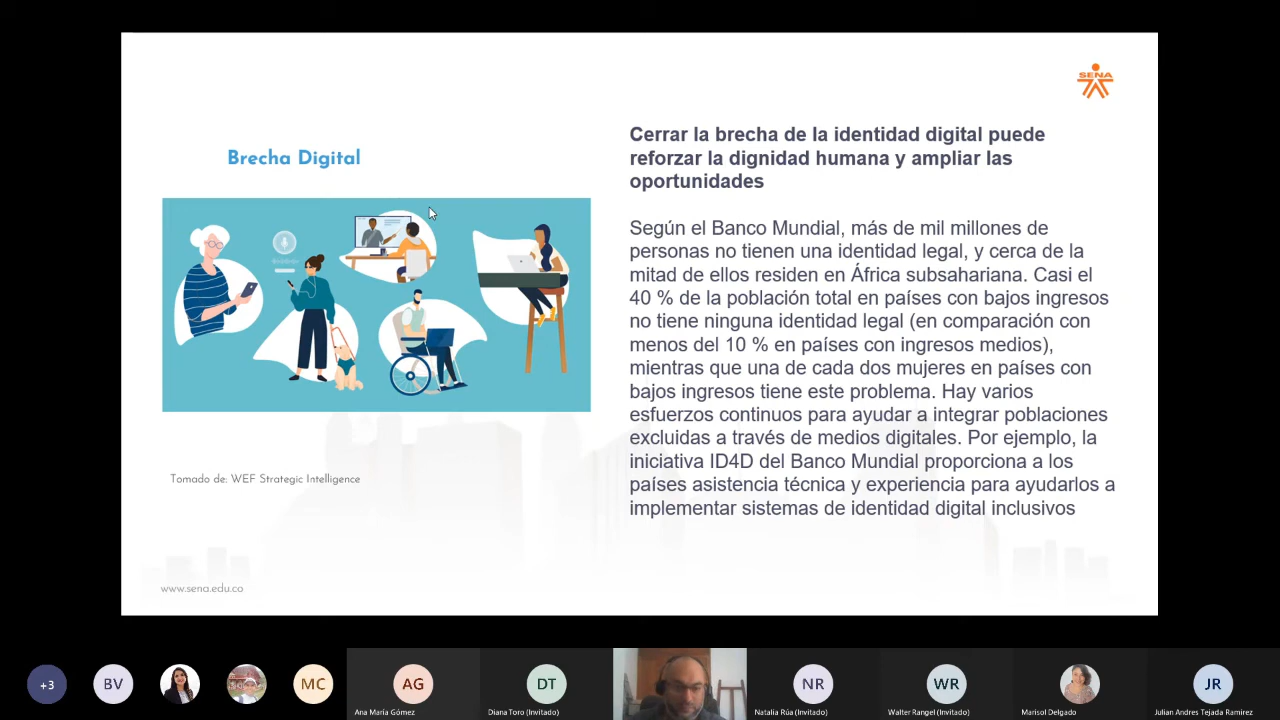 SENA
Brecha Digital
Cerrar la brecha de la identidad digital puede
reforzar la dignidad humana y ampliar las
oportunidades
Según el Banco Mundial, más de mil millones de
personas no tienen una identidad legal, y cerca de la
mitad de ellos residen en África subsahariana. Casi el
40 % de la población total en países con bajos ingresos
no tiene ninguna identidad legal (en comparación con
menos del 10 % en países con ingresos medios),
mientras que una de cada dos mujeres en países con
bajos ingresos tiene este problema. Hay varios
esfuerzos continuos para ayudar a integrar poblaciones
excluidas a través de medios digitales. Por ejemplo, la
iniciativa ID4D del Banco Mundial proporciona a los
países asistencia técnica y experiencia para ayudarlos a
implementar sistemas de identidad digital inclusivos
Tomado de: WEF Strategic Intelligence
www.sena.edu.co
+3
BV
MC
AG
Ana María Gómez
DT
Diana Toro (Invitado)
NR
Natalia Rúa (Invitado)
WR
Walter Rangel (Invitado)
Marisol Delgado
JR
Julian Andres Tejada Ramirez